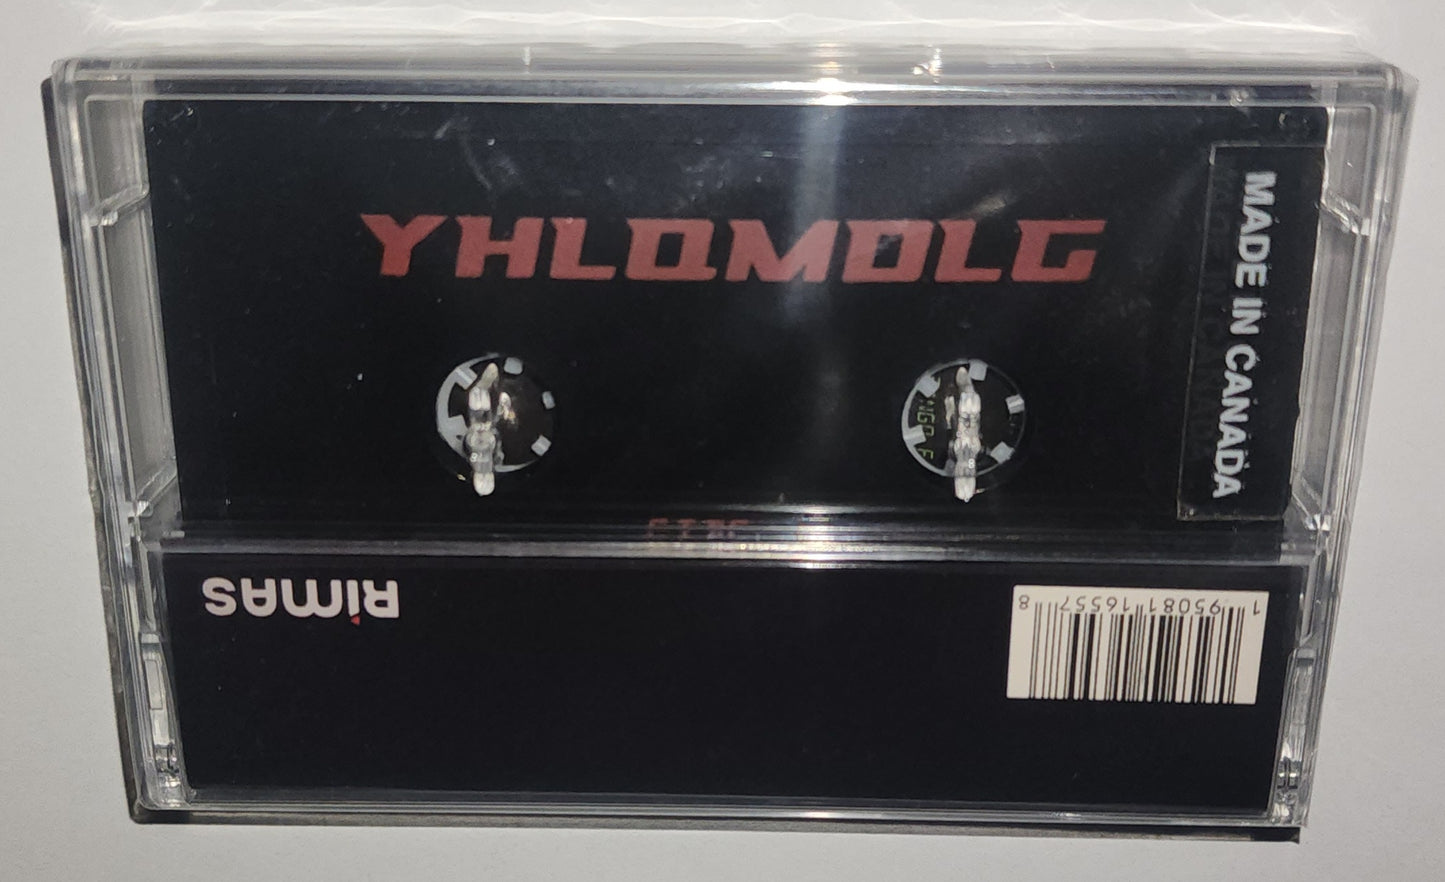 YHLQMDLG
MADE IN CANADA
RiMAS
1 95081 16557 8